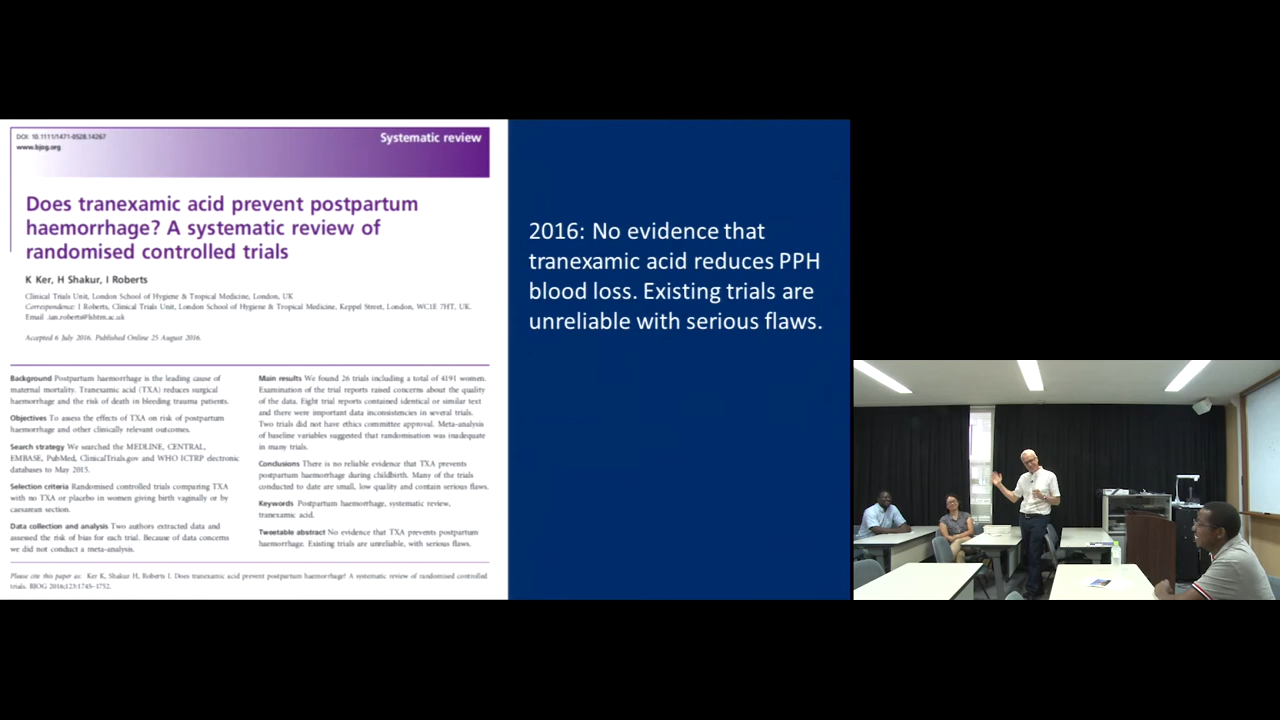 DOI: 10.1111/1471-0528.14267
www.bjog.org
Systematic review
Does tranexamic acid prevent postpartum
haemorrhage? A systematic review of
randomised controlled trials
K Ker, H Shakur, I Roberts
Clinical Trials Unit, London School of Hygiene & Tropical Medicine, London, UK
Correspondence: I Roberts, Clinical Trials Unit, London School of Hygiene & Tropical Medicine, Keppel Street, London, WC1E 7HT, UK.
Email .ian.roberts@lshtm.ac.uk
Accepted 6 July 2016. Published Online 25 August 2016.
Background Postpartum haemorrhage is the leading cause of
maternal mortality. Tranexamic acid (TXA) reduces surgical
haemorrhage and the risk of death in bleeding trauma patients.
Objectives To assess the effects of TXA on risk of postpartum
haemorrhage and other clinically relevant outcomes.
Search strategy We searched the MEDLINE, CENTRAL,
EMBASE, PubMed, ClinicalTrials.gov and WHO ICTRP electronic
databases to May 2015.
Selection criteria Randomised controlled trials comparing TXA
with no TXA or placebo in women giving birth vaginally or by
caesarean section.
Data collection and analysis Two authors extracted data and
assessed the risk of bias for each trial. Because of data concerns
we did not conduct a meta-analysis.
Main results We found 26 trials including a total of 4191 women.
Examination of the trial reports raised concerns about the quality
of the data. Eight trial reports contained identical or similar text
and there were important data inconsistencies in several trials.
Two trials did not have ethics committee approval. Meta-analysis
of baseline variables suggested that randomisation was inadequate
in many trials.
Conclusions There is no reliable evidence that TXA prevents
postpartum haemorrhage during childbirth. Many of the trials
conducted to date are small, low quality and contain serious flaws.
Keywords Postpartum haemorrhage, systematic review,
tranexamic acid.
Tweetable abstract No evidence that TXA prevents postpartum
haemorrhage. Existing trials are unreliable, with serious flaws.
Please cite this paper as: Ker K, Shakur H, Roberts I. Does tranexamic acid prevent postpartum haemorrhage? A systematic review of randomised controlled
trials. BJOG 2016;123:1745–1752.
2016: No evidence that
tranexamic acid reduces PPH
blood loss. Existing trials are
unreliable with serious flaws.